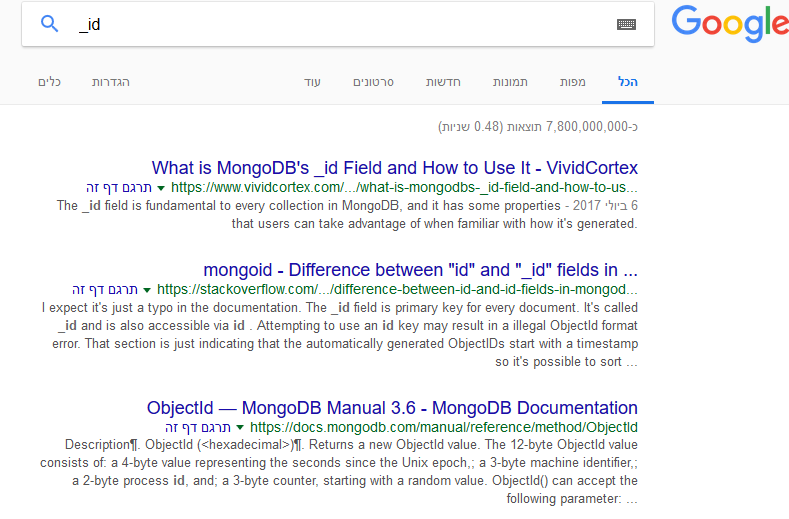 _id
Google
הכל מפות תמונות חדשות סרטונים עוד הגדרות כלים
כ-7,800,000,000 תוצאות (0.48 שניות)
What is MongoDB's _id Field and How to Use It - VividCortex
https://www.vividcortex.com/.../what-is-mongodbs-_id-field-and-how-to-us... ▼ תרגם דף זה
6 ביולי 2017 - The _id field is fundamental to every collection in MongoDB, and it has some properties
that users can take advantage of when familiar with how it's generated.
mongoid - Difference between "id" and "_id" fields in ...
https://stackoverflow.com/.../difference-between-id-and-id-fields-in-mongod... ▼ תרגם דף זה
I expect it's just a typo in the documentation. The _id field is primary key for every document. It's called
_id and is also accessible via id . Attempting to use an id key may result in a illegal ObjectId format
error. That section is just indicating that the automatically generated ObjectIDs start with a timestamp
so it's possible to sort ...
ObjectId — MongoDB Manual 3.6 - MongoDB Documentation
https://docs.mongodb.com/manual/reference/method/ObjectId ▼ תרגם דף זה
Description¶. ObjectId (<hexadecimal>)¶. Returns a new ObjectId value. The 12-byte ObjectId value
consists of: a 4-byte value representing the seconds since the Unix epoch,; a 3-byte machine identifier,;
a 2-byte process id, and; a 3-byte counter, starting with a random value. ObjectId() can accept the
following parameter: ...